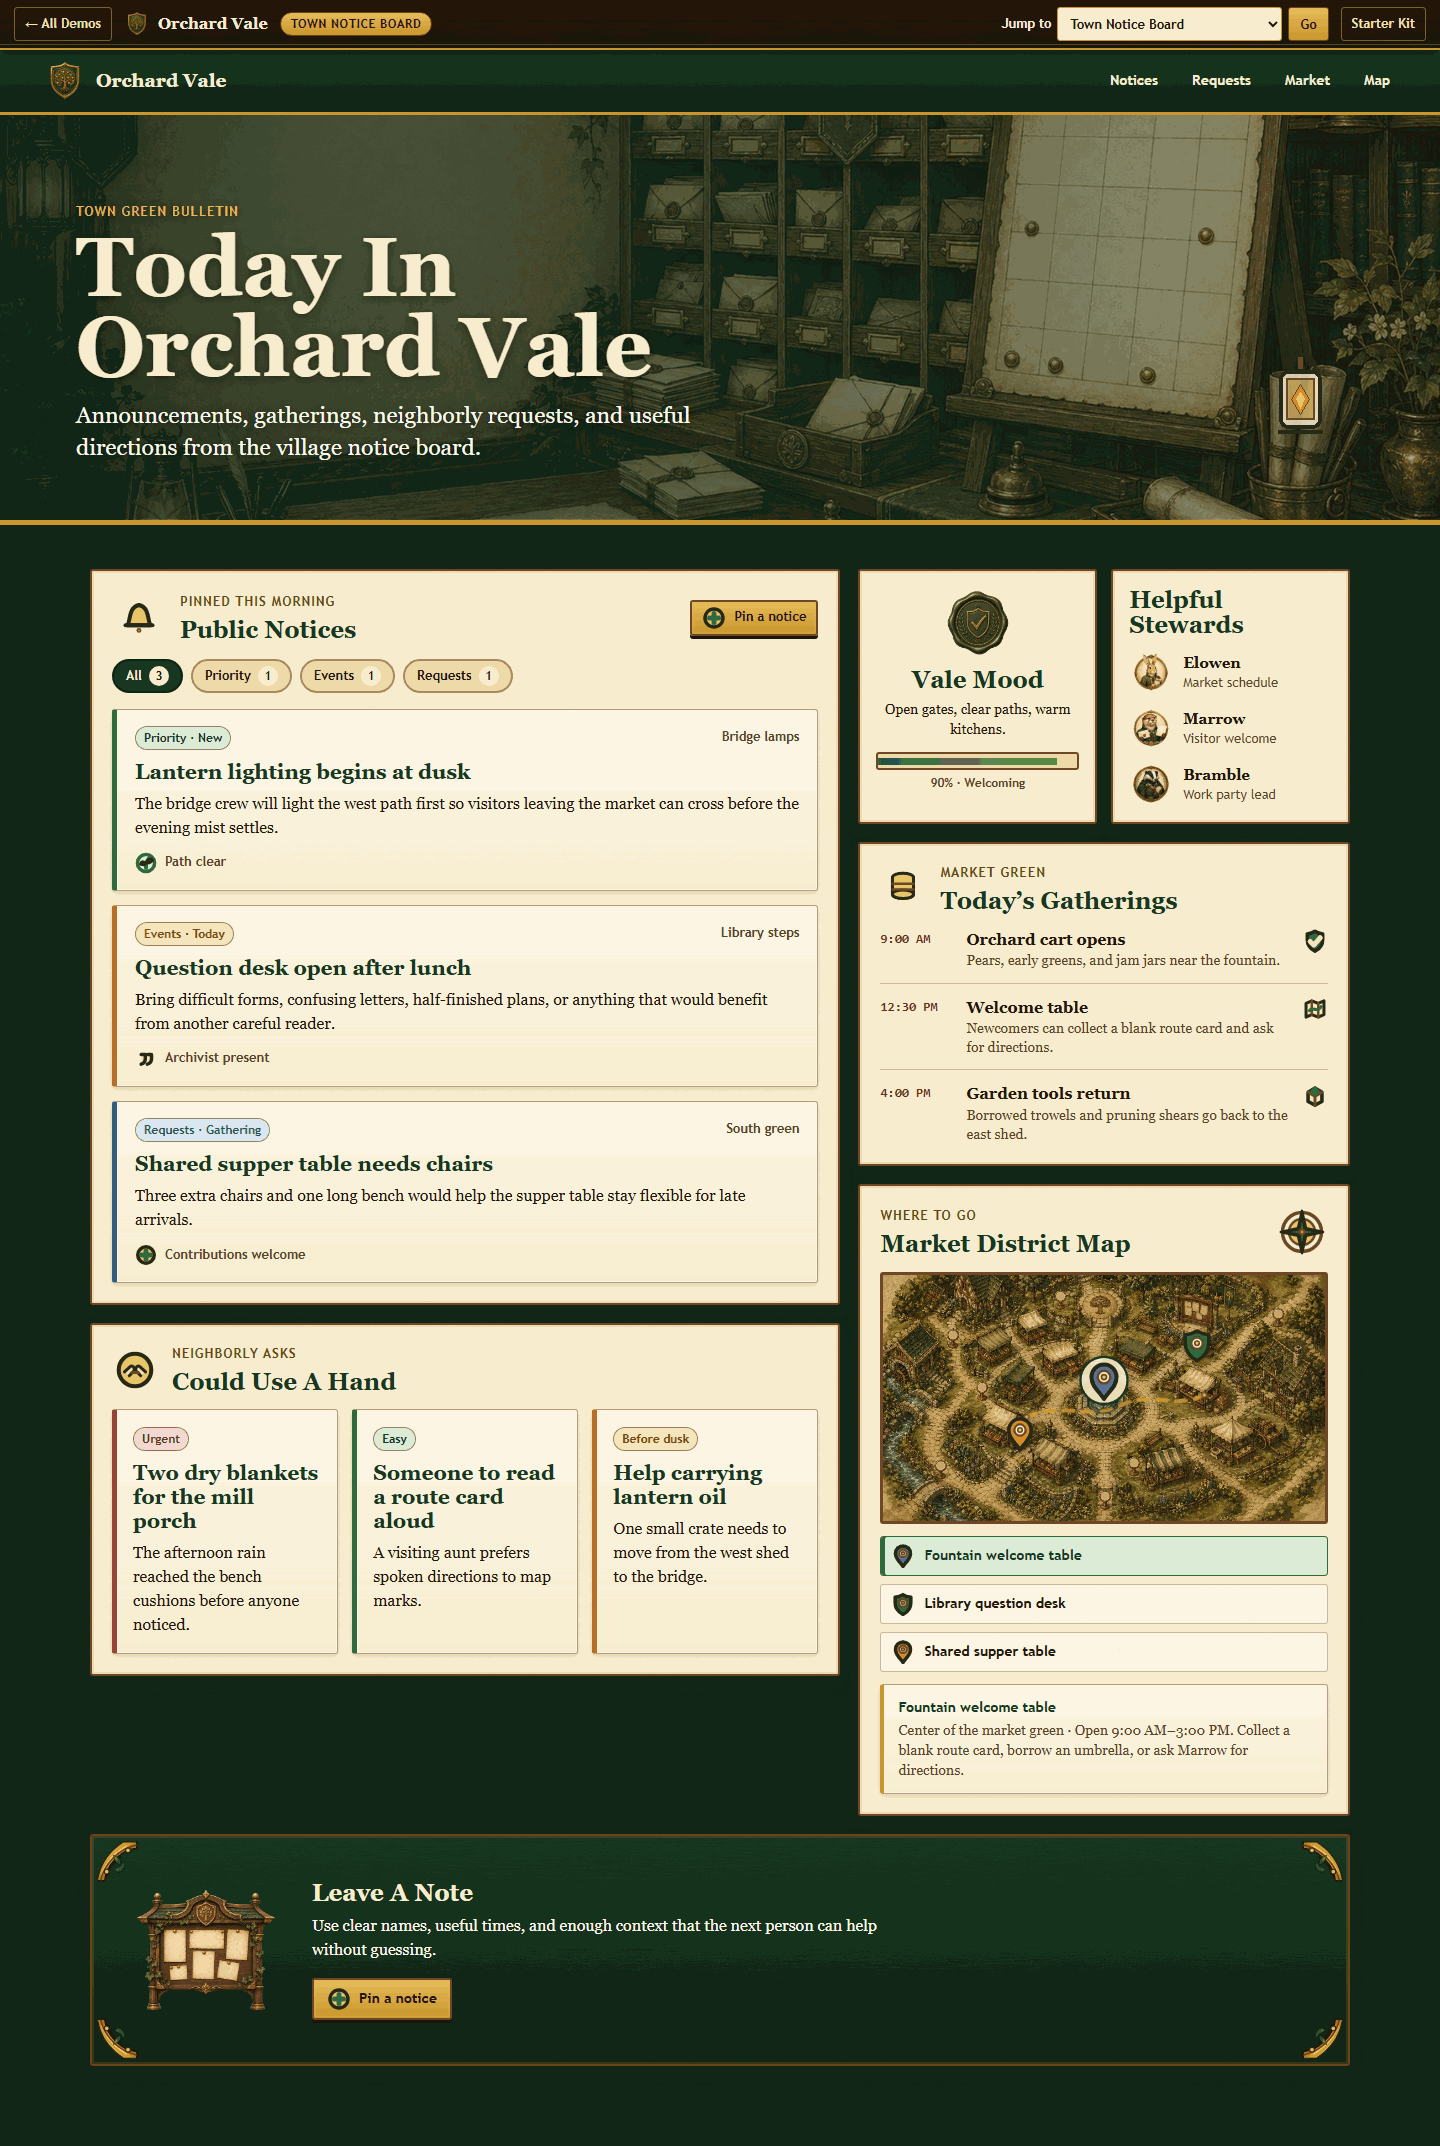 ← All Demos
Orchard Vale
TOWN NOTICE BOARD
Jump to
Town Notice Board
Go
Starter Kit
Orchard Vale
Notices
Requests
Market
Map
TOWN GREEN BULLETIN
Today In
Orchard Vale
Announcements, gatherings, neighborly requests, and useful
directions from the village notice board.
PINNED THIS MORNING
Public Notices
Pin a notice
All 3
Priority 1
Events 1
Requests 1
Priority · New
Bridge lamps
Lantern lighting begins at dusk
The bridge crew will light the west path first so visitors leaving the market can cross before the
evening mist settles.
Path clear
Events · Today
Library steps
Question desk open after lunch
Bring difficult forms, confusing letters, half-finished plans, or anything that would benefit
from another careful reader.
Archivist present
Requests · Gathering
South green
Shared supper table needs chairs
Three extra chairs and one long bench would help the supper table stay flexible for late
arrivals.
Contributions welcome
NEIGHBORLY ASKS
Could Use A Hand
Urgent
Two dry blankets
for the mill
porch
The afternoon rain
reached the bench
cushions before anyone
noticed.
Easy
Someone to read
a route card
aloud
A visiting aunt prefers
spoken directions to map
marks.
Before dusk
Help carrying
lantern oil
One small crate needs to
move from the west shed
to the bridge.
Vale Mood
Open gates, clear paths, warm
kitchens.
90% · Welcoming
Helpful
Stewards
Elowen
Market schedule
Marrow
Visitor welcome
Bramble
Work party lead
MARKET GREEN
Today’s Gatherings
9:00 AM
Orchard cart opens
Pears, early greens, and jam jars near the fountain.
12:30 PM
Welcome table
Newcomers can collect a blank route card and ask
for directions.
4:00 PM
Garden tools return
Borrowed trowels and pruning shears go back to the
east shed.
WHERE TO GO
Market District Map
Fountain welcome table
Library question desk
Shared supper table
Fountain welcome table
Center of the market green · Open 9:00 AM–3:00 PM. Collect a
blank route card, borrow an umbrella, or ask Marrow for
directions.
Leave A Note
Use clear names, useful times, and enough context that the next person can help
without guessing.
Pin a notice